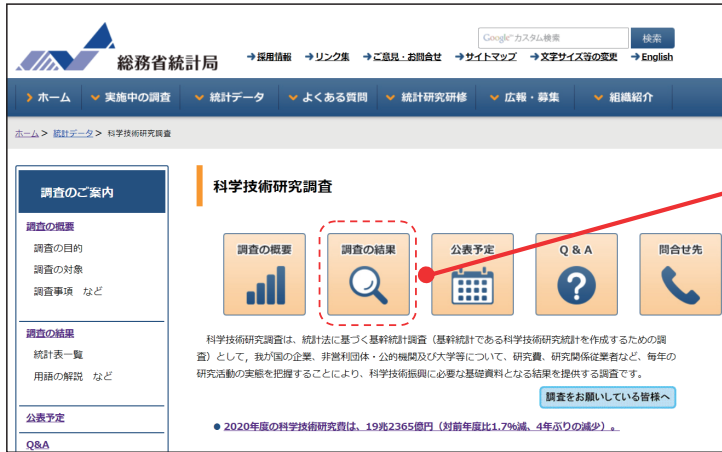 Google™ カスタム検索 検索
総務省統計局
➔採用情報 ➔リンク集 ➔ご意見・お問合せ ➔サイトマップ ➔文字サイズ等の変更 ➔English
ホーム 実施中の調査 統計データ よくある質問 統計研究研修 広報・募集 組織紹介
ホーム > 統計データ > 科学技術研究調査
調査のご案内
調査の概要
調査の目的
調査の対象
調査事項 など
調査の結果
統計表一覧
用語の解説 など
公表予定
Q&A
科学技術研究調査
調査の概要 調査の結果 公表予定 Q & A 問合せ先
科学技術研究調査は、統計法に基づく基幹統計調査（基幹統計である科学技術研究統計を作成するための調
査）として，我が国の企業、非営利団体・公的機関及び大学等について、研究費、研究関係従業者など、毎年の
研究活動の実態を把握することにより、科学技術振興に必要な基礎資料となる結果を提供する調査です。
調査をお願いしている皆様へ
● 2020年度の科学技術研究費は、19兆2365億円（対前年度比1.7%減、4年ぶりの減少）。